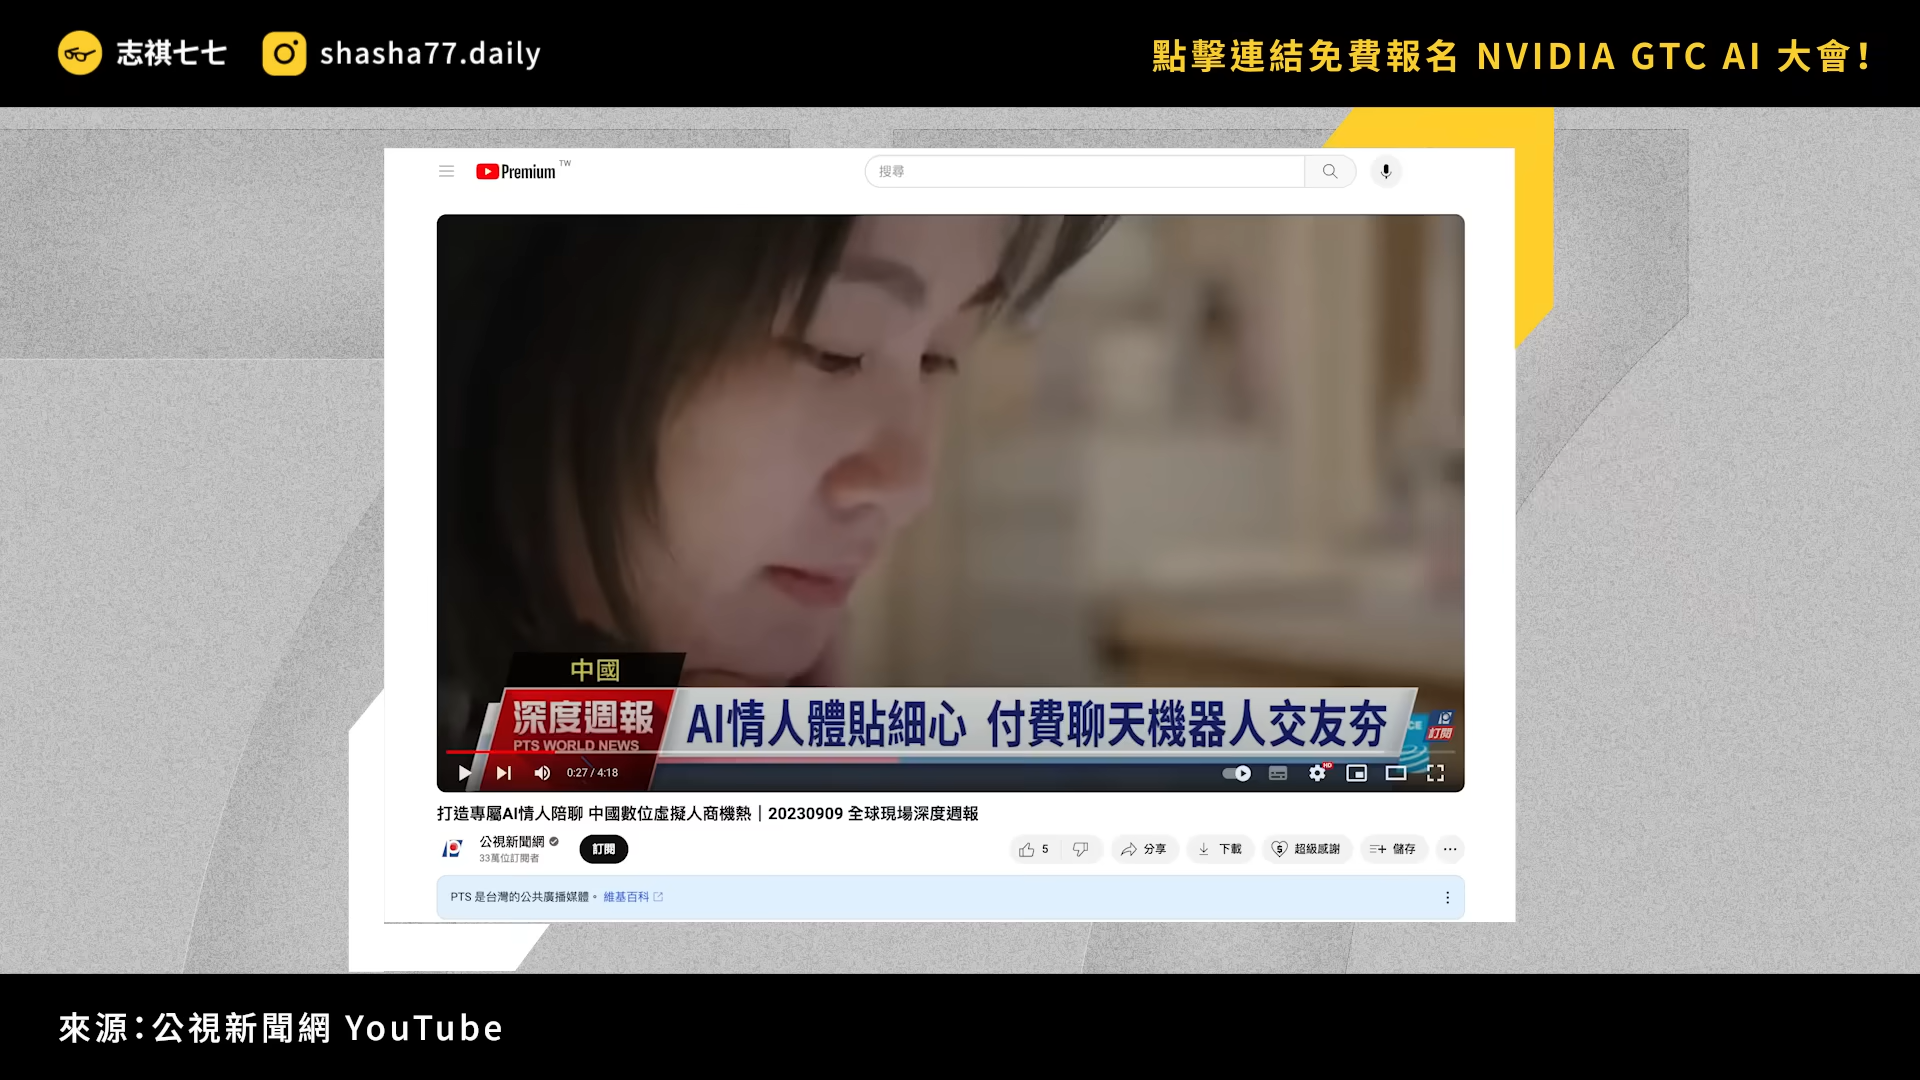 志祺七七 shasha77.daily
點擊連結免費報名 NVIDIA GTC AI 大會！
Premium TW
搜尋
中國
深度週報
PTS WORLD NEWS
AI情人體貼細心 付費聊天機器人交友夯
訂閱
0:27 / 4:18
HD
打造專屬AI情人陪聊 中國數位虛擬人商機熱｜20230909 全球現場深度週報
公視新聞網
33萬位訂閱者
訂閱
5
分享
下載
超級感謝
儲存
PTS 是台灣的公共廣播媒體。 維基百科
來源：公視新聞網 YouTube